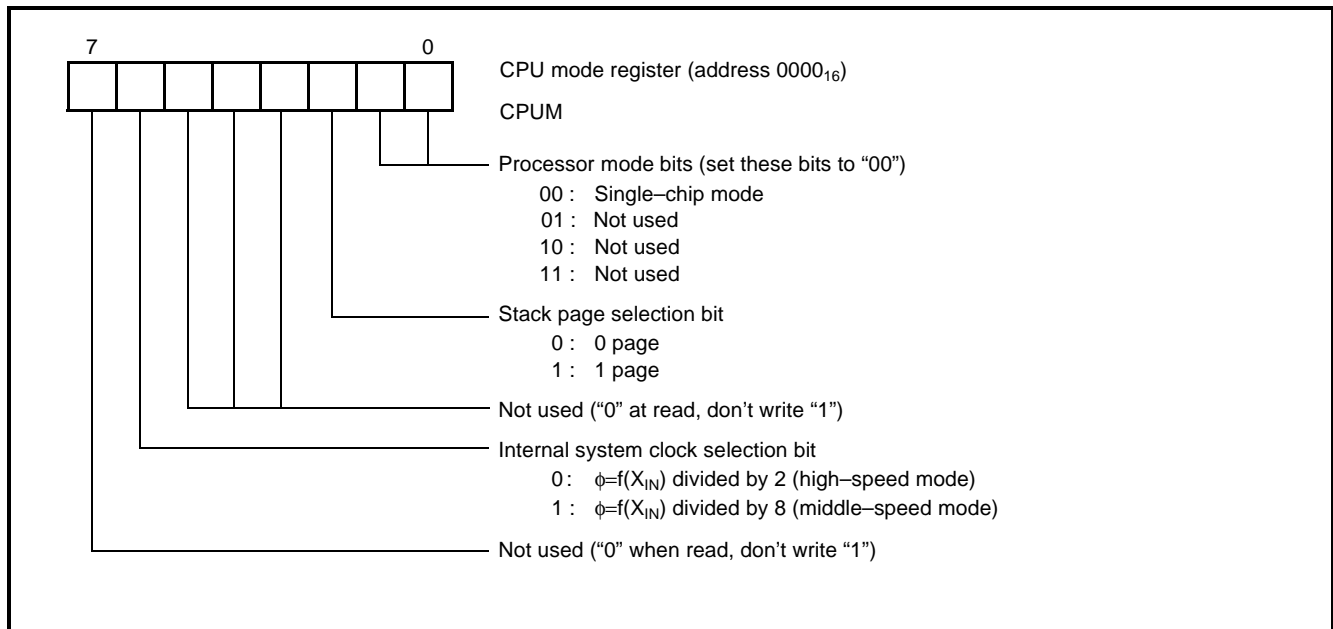 7 0
CPU mode register (address 0000₁₆)
CPUM
Processor mode bits (set these bits to “00”)
00 : Single–chip mode
01 : Not used
10 : Not used
11 : Not used
Stack page selection bit
0 : 0 page
1 : 1 page
Not used (“0” at read, don’t write “1”)
Internal system clock selection bit
0 : ϕ=f(X_IN) divided by 2 (high–speed mode)
1 : ϕ=f(X_IN) divided by 8 (middle–speed mode)
Not used (“0” when read, don’t write “1”)